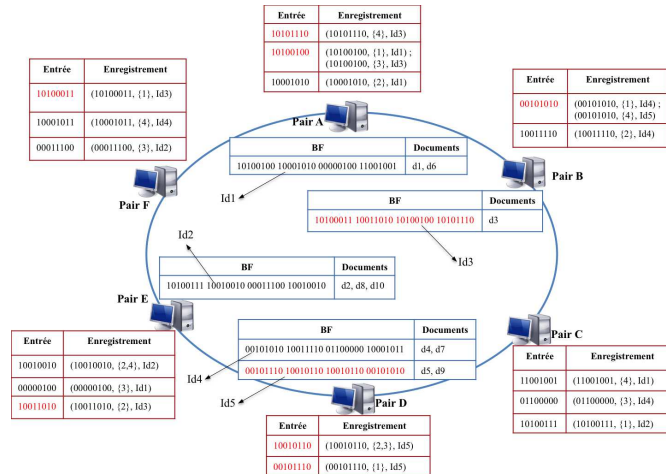 Entrée Enregistrement
10101110 (10101110, {4}, Id3)
10100100 (10100100, {1}, Id1) ;
(10100100, {3}, Id3)
10001010 (10001010, {2}, Id1)
Entrée Enregistrement
10100011 (10100011, {1}, Id3)
10001011 (10001011, {4}, Id4)
00011100 (00011100, {3}, Id2)
Entrée Enregistrement
00101010 (00101010, {1}, Id4) ;
(00101010, {4}, Id5)
10011110 (10011110, {2}, Id4)
Pair A
BF Documents
10100100 10001010 00000100 11001001 d1, d6
Pair B
Pair F
Id1
BF Documents
10100011 10011010 10100100 10101110 d3
Id2
Id3
BF Documents
10100111 10010010 00011100 10010010 d2, d8, d10
Pair E
Pair C
BF Documents
00101010 10011110 01100000 10001011 d4, d7
00101110 10010110 10010110 00101010 d5, d9
Id4
Id5
Pair D
Entrée Enregistrement
10010010 (10010010, {2,4}, Id2)
00000100 (00000100, {3}, Id1)
10011010 (10011010, {2}, Id3)
Entrée Enregistrement
11001001 (11001001, {4}, Id1)
01100000 (01100000, {3}, Id4)
10100111 (10100111, {1}, Id2)
Entrée Enregistrement
10010110 (10010110, {2,3}, Id5)
00101110 (00101110, {1}, Id5)